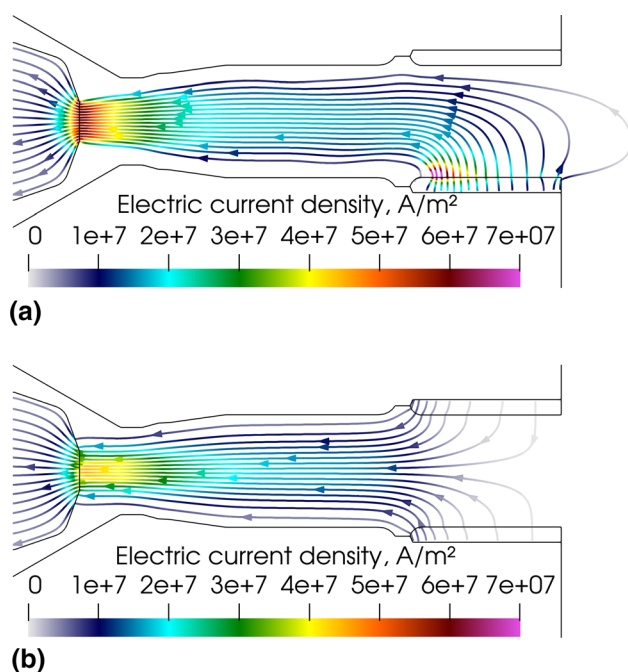 Electric current density, A/m²
0 1e+7 2e+7 3e+7 4e+7 5e+7 6e+7 7e+07
(a)
Electric current density, A/m²
0 1e+7 2e+7 3e+7 4e+7 5e+7 6e+7 7e+07
(b)